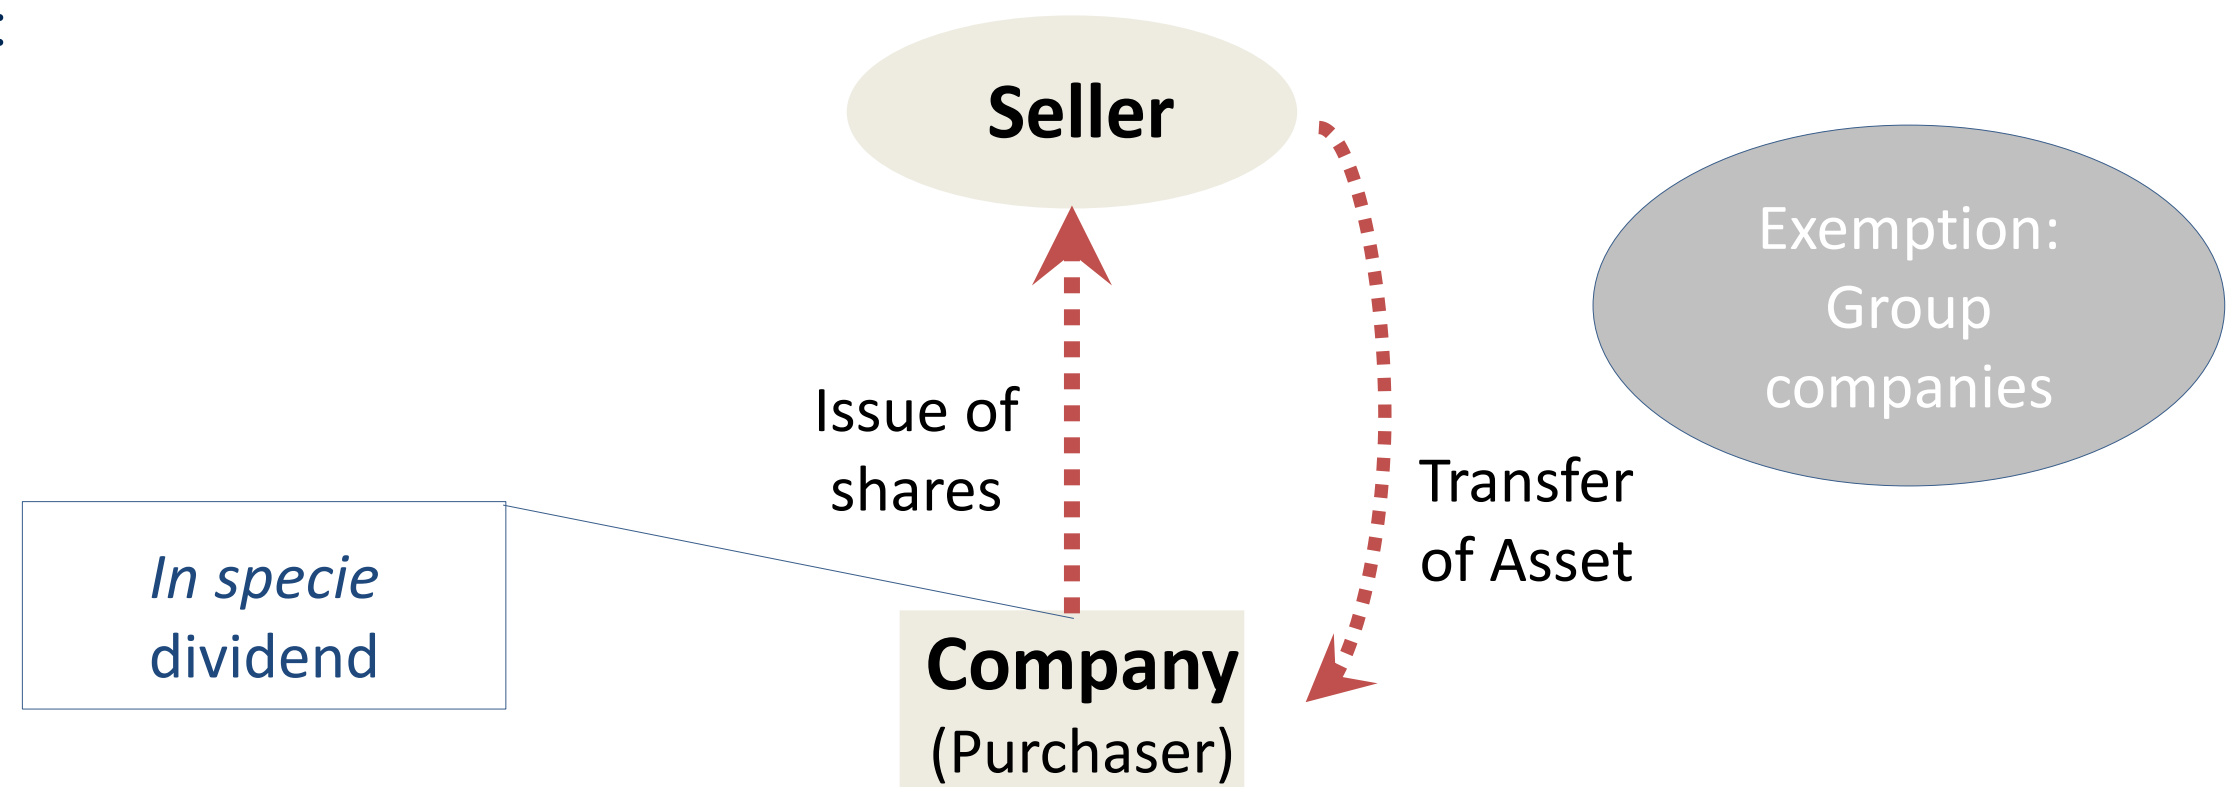 :
Seller
Exemption:
Group
companies
Issue of
shares
Transfer
of Asset
In specie
dividend
Company
(Purchaser)